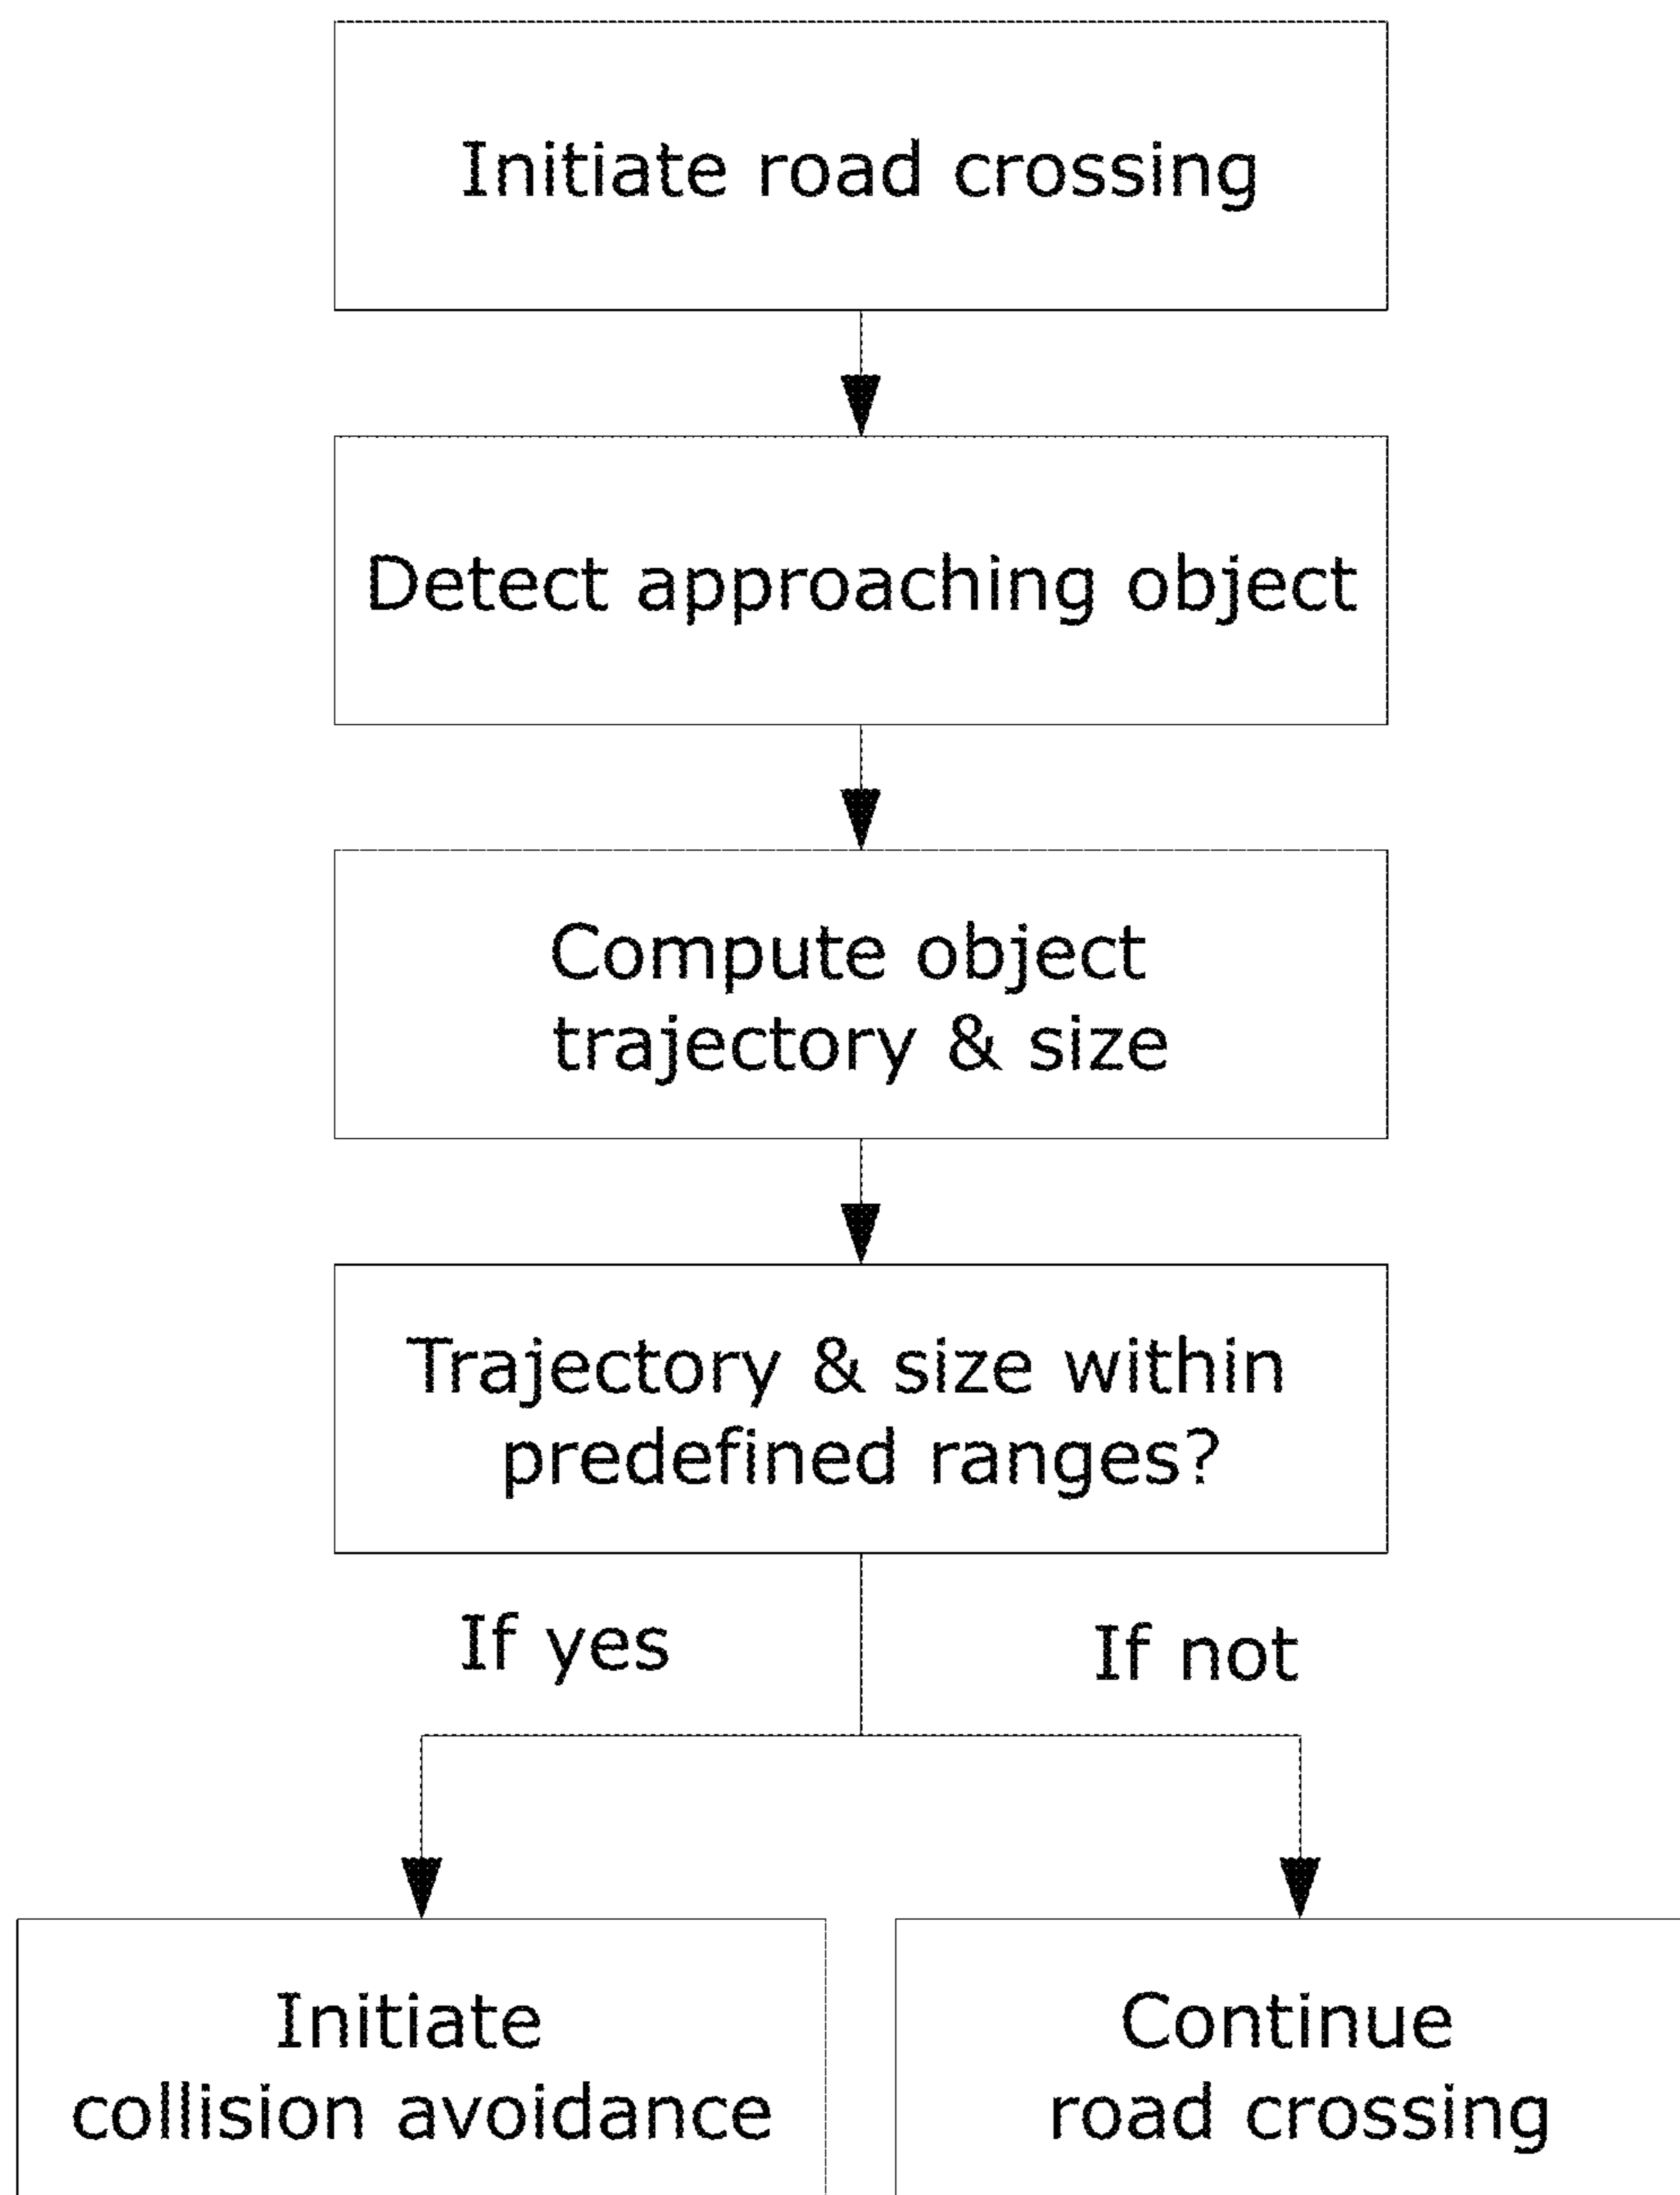 Initiate road crossing
Detect approaching object
Compute object
trajectory & size
Trajectory & size within
predefined ranges?
If yes
If not
Initiate
collision avoidance
Continue
road crossing